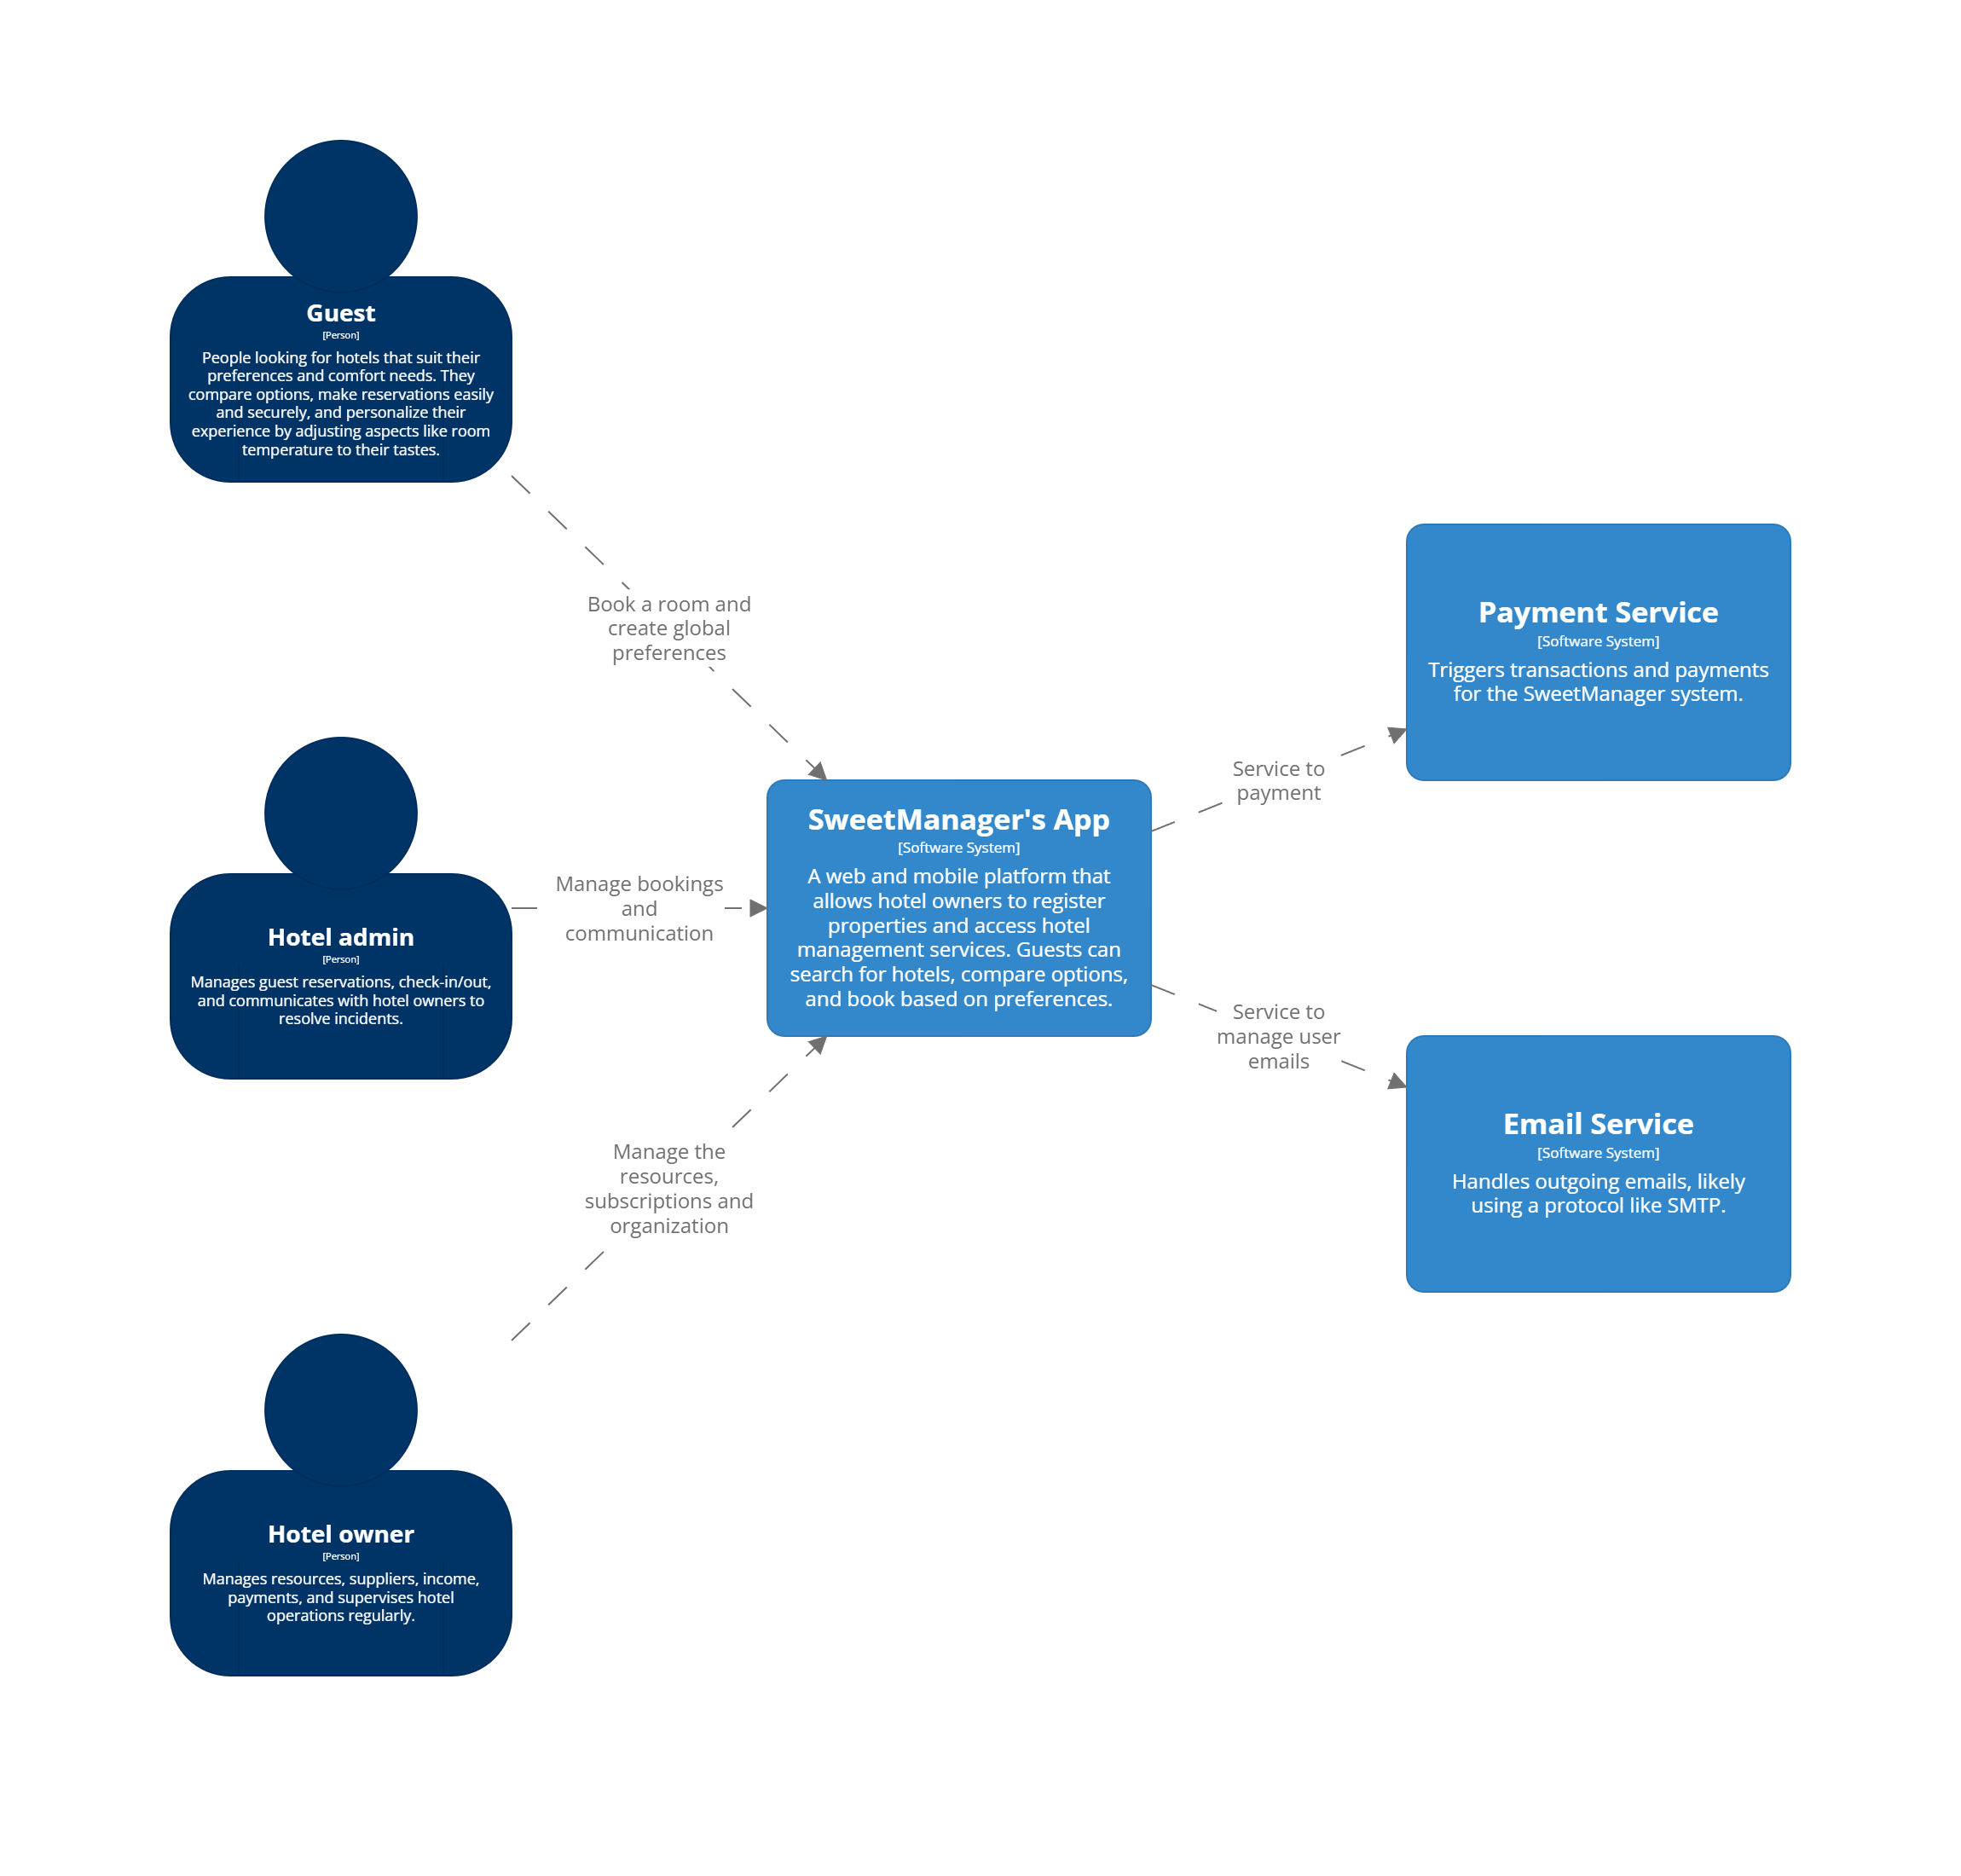 Guest
[Person]
People looking for hotels that suit their
preferences and comfort needs. They
compare options, make reservations easily
and securely, and personalize their
experience by adjusting aspects like room
temperature to their tastes.
Book a room and
create global
preferences
Hotel admin
[Person]
Manages guest reservations, check-in/out,
and communicates with hotel owners to
resolve incidents.
Manage bookings
and
communication
SweetManager's App
[Software System]
A web and mobile platform that
allows hotel owners to register
properties and access hotel
management services. Guests can
search for hotels, compare options,
and book based on preferences.
Service to
payment
Payment Service
[Software System]
Triggers transactions and payments
for the SweetManager system.
Service to
manage user
emails
Email Service
[Software System]
Handles outgoing emails, likely
using a protocol like SMTP.
Manage the
resources,
subscriptions and
organization
Hotel owner
[Person]
Manages resources, suppliers, income,
payments, and supervises hotel
operations regularly.